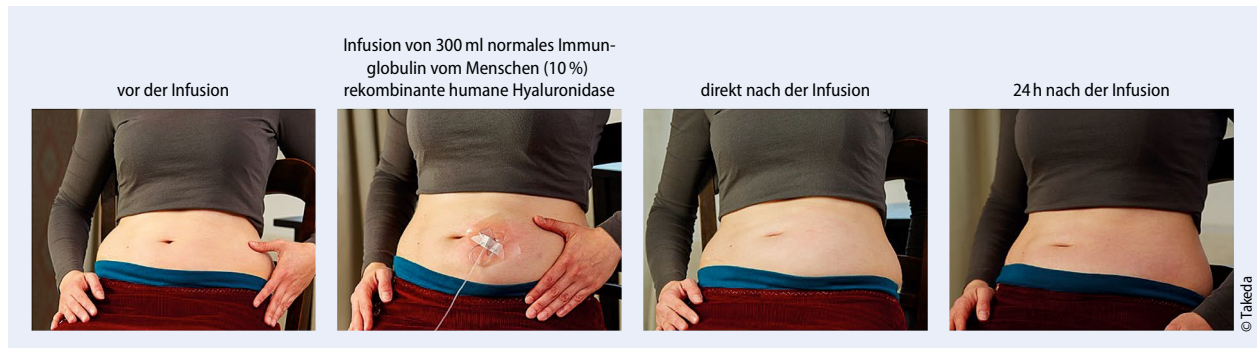 vor der Infusion
Infusion von 300 ml normales Immun-
globulin vom Menschen (10 %)
rekombinante humane Hyaluronidase
direkt nach der Infusion
24 h nach der Infusion
© Takeda